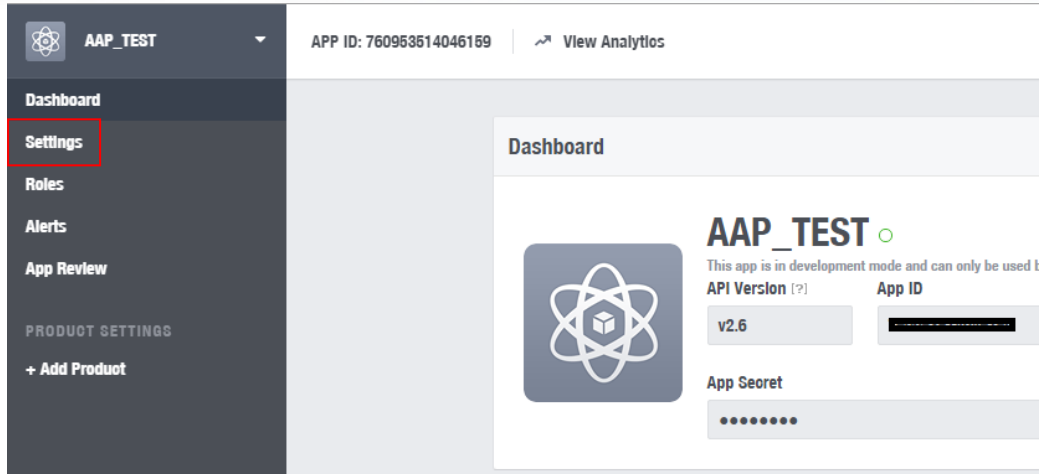 AAP_TEST
APP ID: 760953514046159
View Analytics
Dashboard
Settings
Roles
Alerts
App Review
PRODUCT SETTINGS
+ Add Product
Dashboard
AAP_TEST
This app is in development mode and can only be used
API Version [?]
App ID
v2.6
App Secret